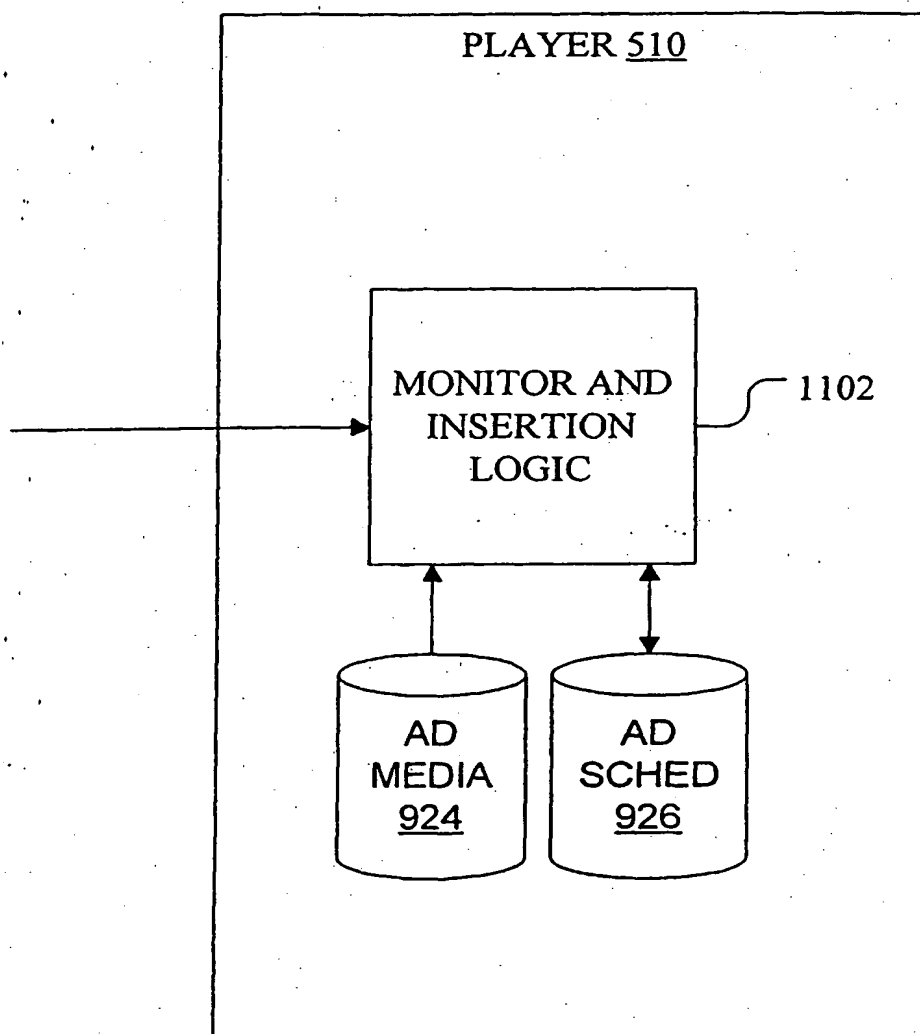 PLAYER 510
MONITOR AND
INSERTION
LOGIC
1102
AD
MEDIA
924
AD
SCHED
926